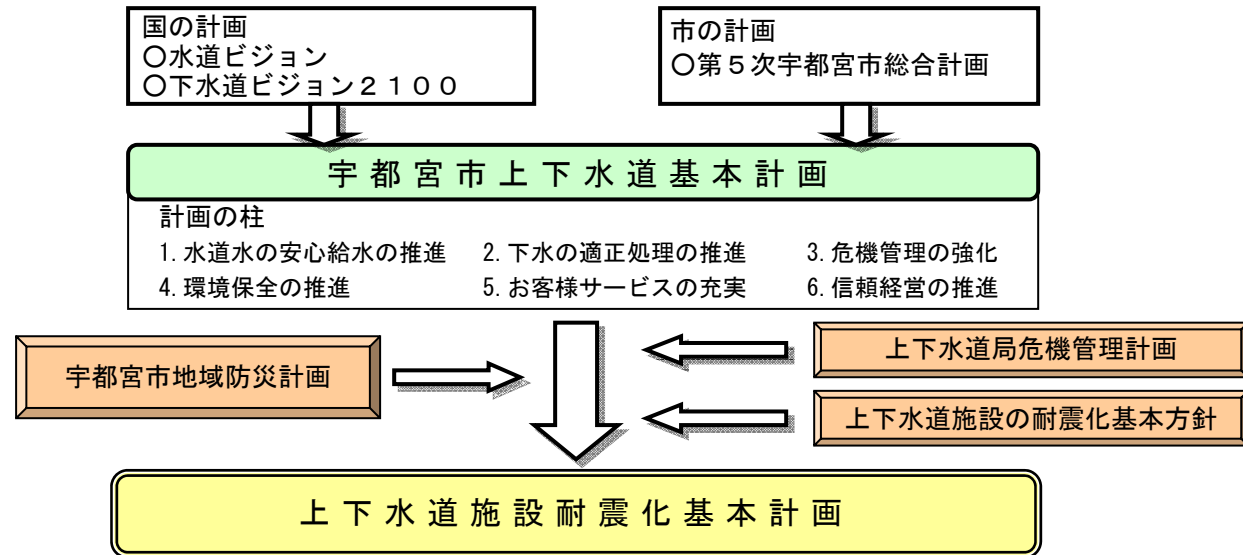 国の計画
〇水道ビジョン
〇下水道ビジョン２１００
市の計画
〇第５次宇都宮市総合計画
宇都宮市上下水道基本計画
計画の柱
1. 水道水の安心給水の推進 2. 下水の適正処理の推進 3. 危機管理の強化
4. 環境保全の推進 5. お客様サービスの充実 6. 信頼経営の推進
宇都宮市地域防災計画
上下水道局危機管理計画
上下水道施設の耐震化基本方針
上下水道施設耐震化基本計画